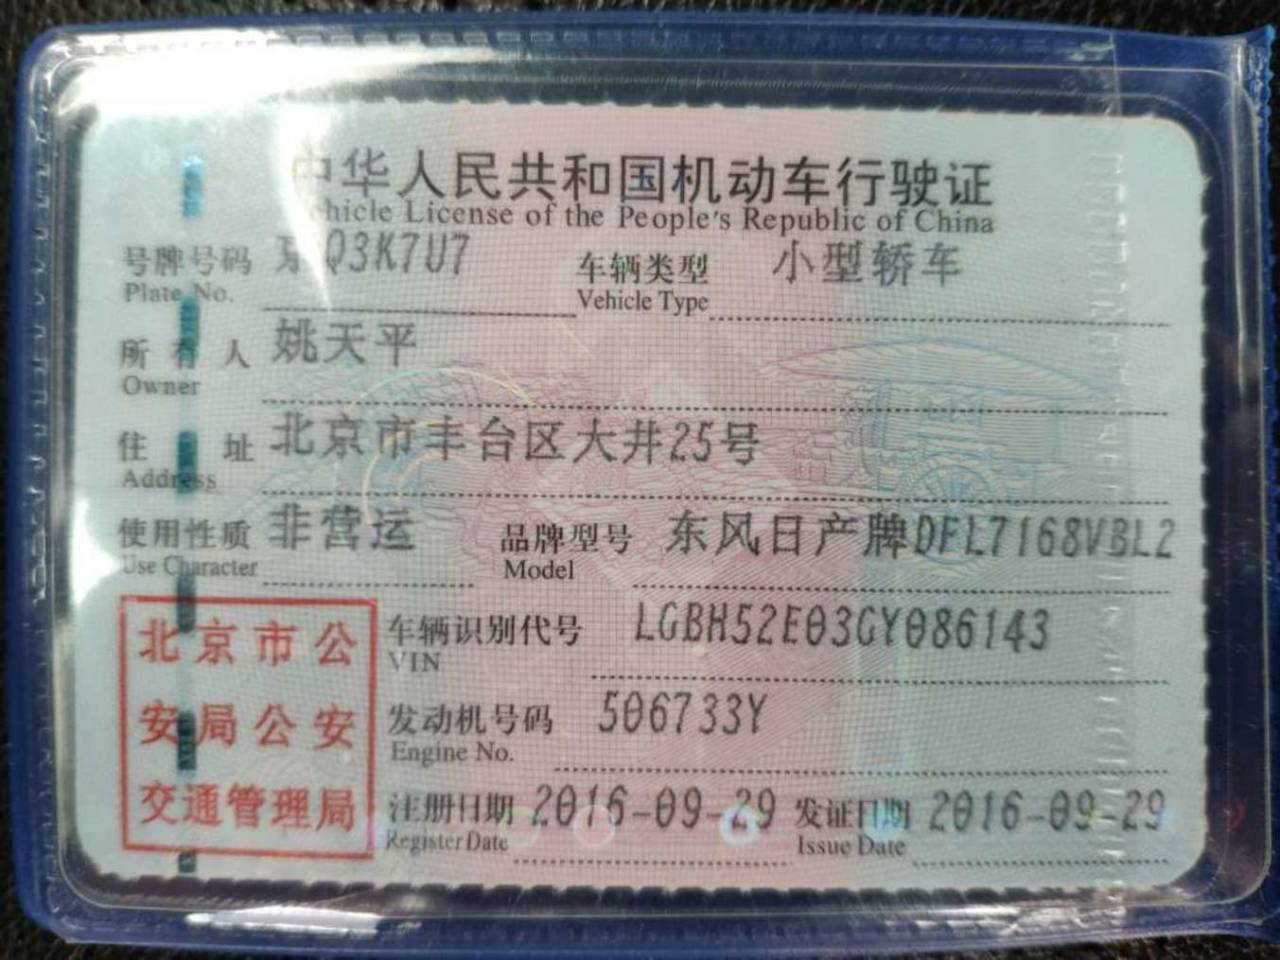 中华人民共和国机动车行驶证
Vehicle License of the People's Republic of China
号牌号码 京Q3K7U7 车辆类型 小型轿车
Plate No. Vehicle Type
所有人 姚天平
Owner
住址 北京市丰台区大井25号
Address
使用性质 非营运 品牌型号 东风日产牌DFL7168VBL2
Use Character Model
北京市公
安局公安
交通管理局
车辆识别代号 LGBH52E03GY086143
VIN
发动机号码 506733Y
Engine No.
注册日期 2016-09-29 发证日期 2016-09-29
Register Date Issue Date